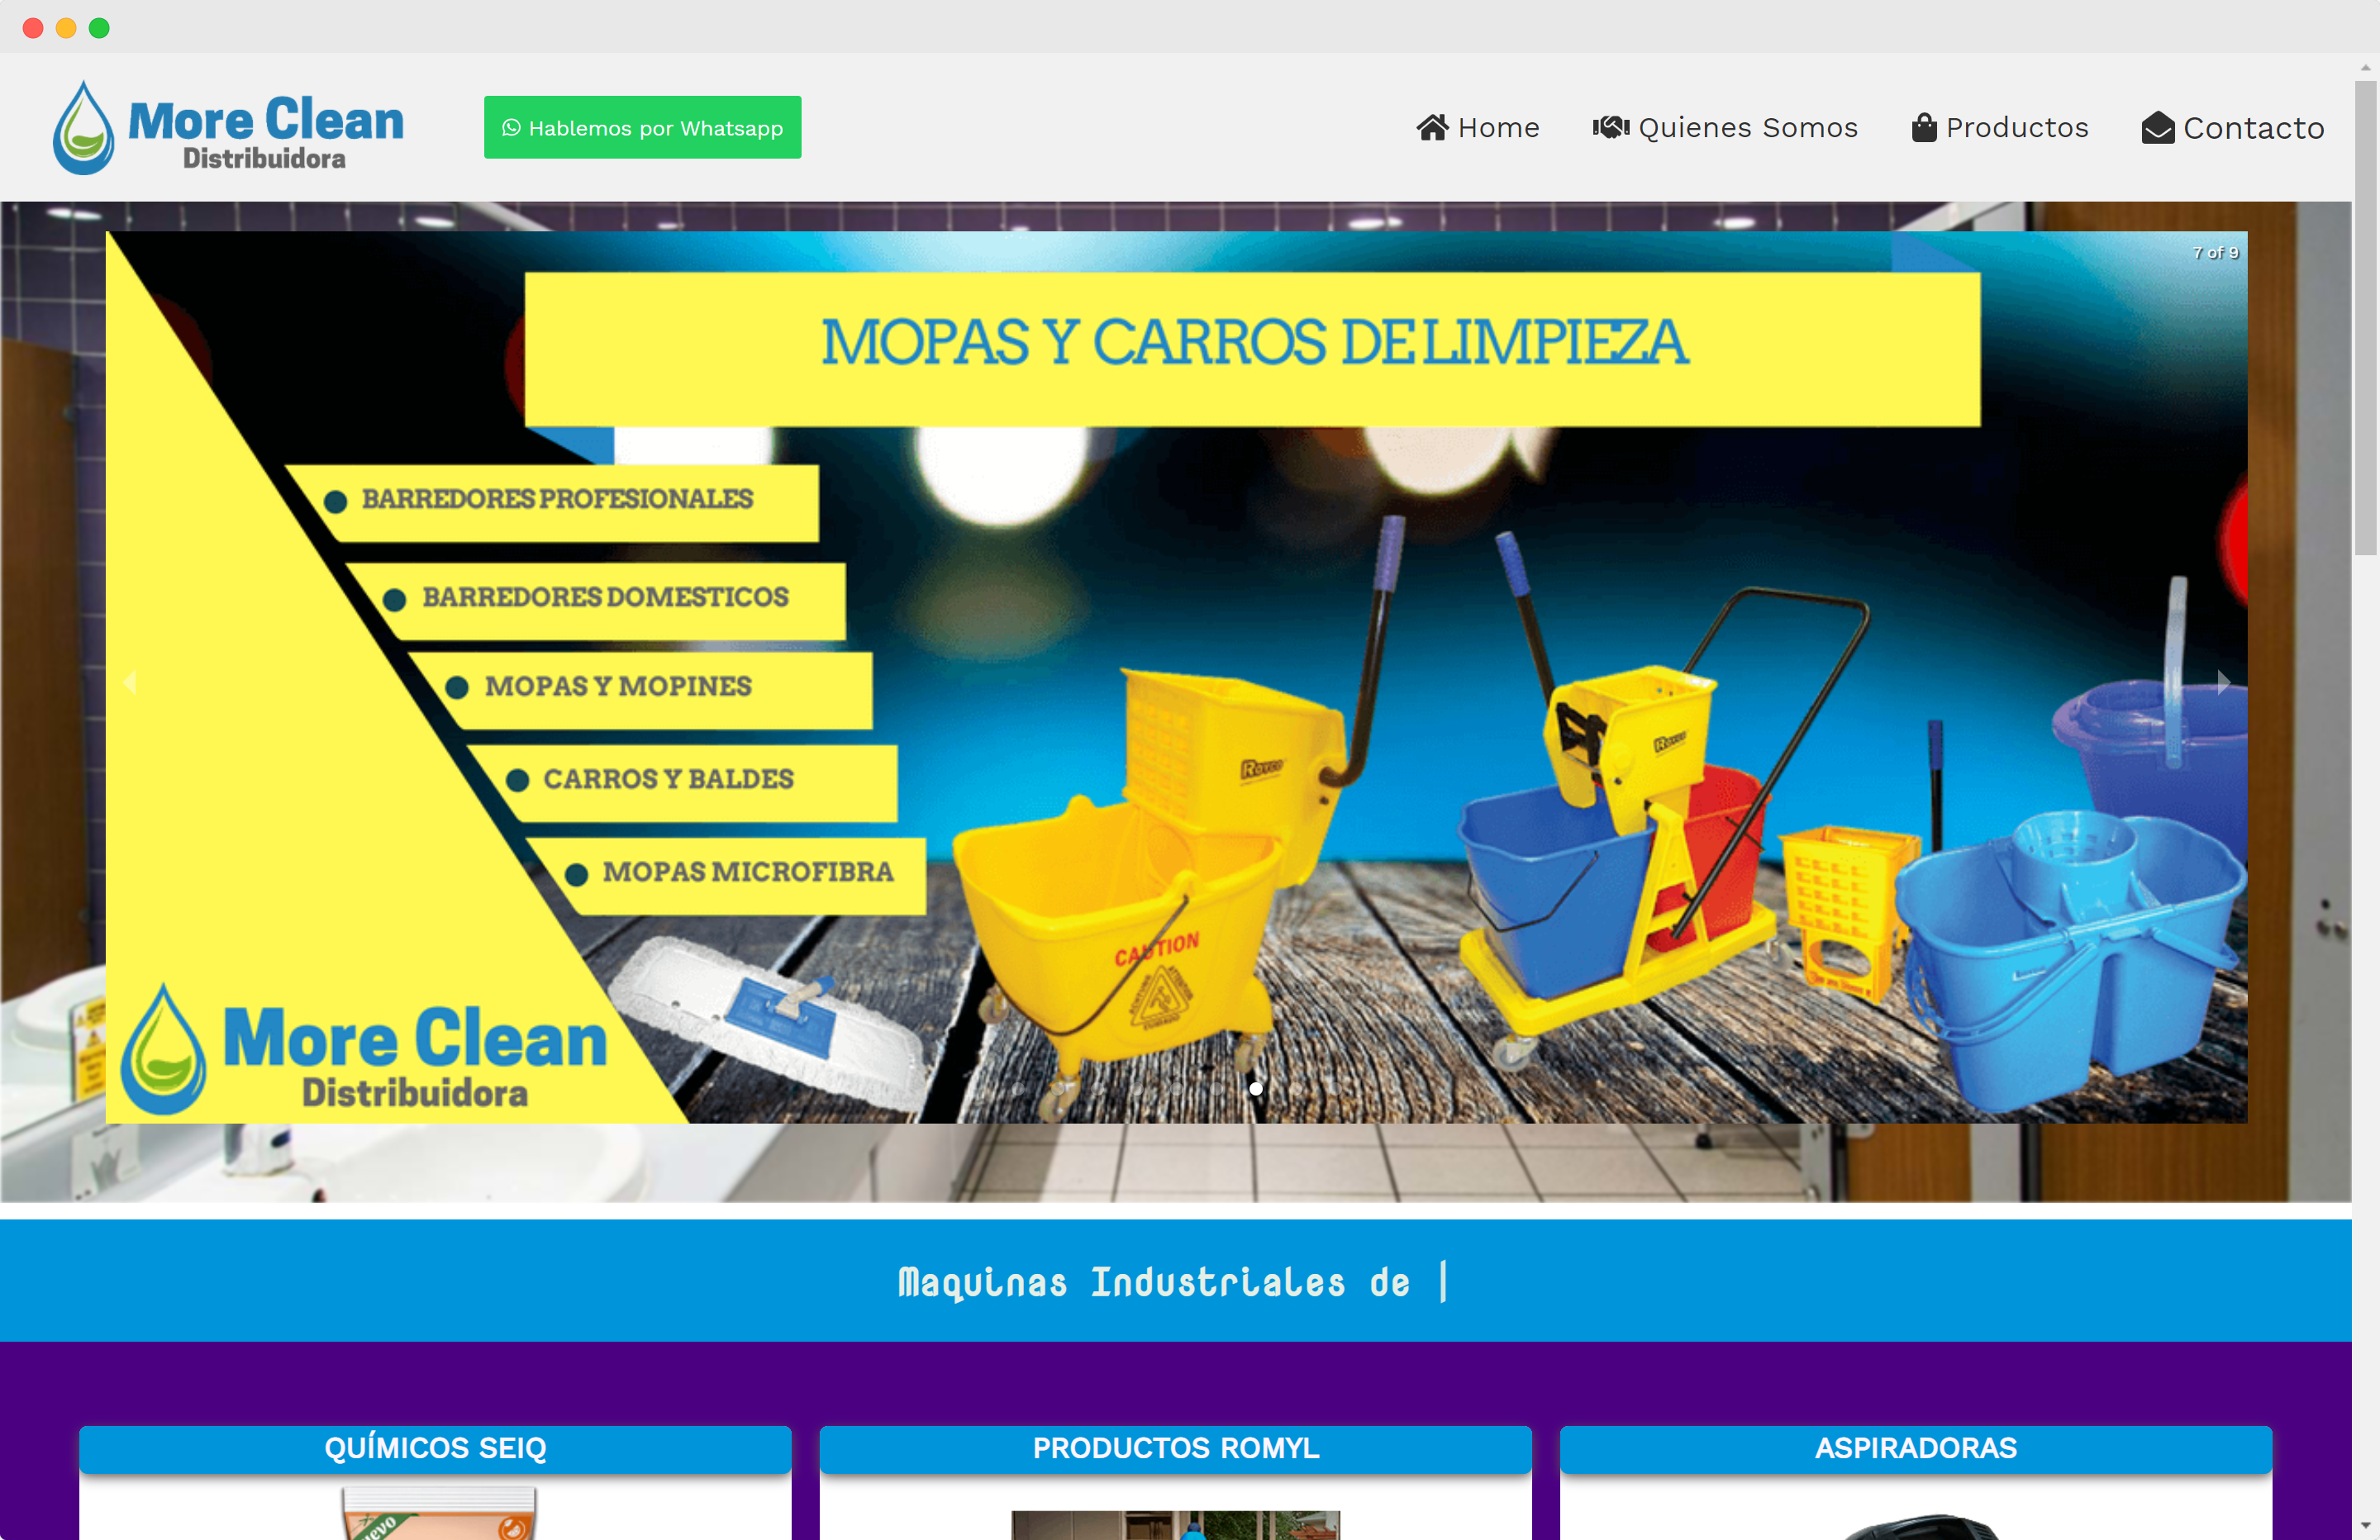 More Clean
Distribuidora
Hablemos por Whatsapp
Home
Quienes Somos
Productos
Contacto
7 of 9
MOPAS Y CARROS DE LIMPIEZA
BARREDORES PROFESIONALES
BARREDORES DOMESTICOS
MOPAS Y MOPINES
CARROS Y BALDES
MOPAS MICROFIBRA
Royco
Royco
CAUTION
More Clean
Distribuidora
Maquinas Industriales de |
QUÍMICOS SEIQ
PRODUCTOS ROMYL
ASPIRADORAS